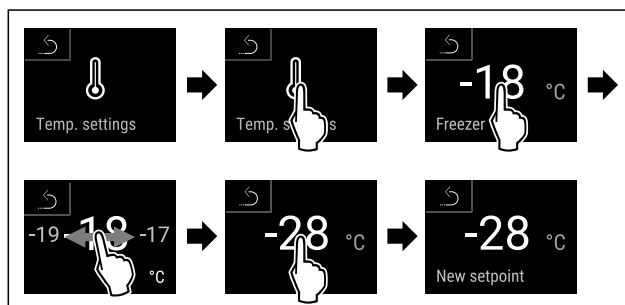 Temp. settings
Temp.
-18 °C
Freezer
-19 -18 -17
°C
-28 °C
-28 °C
New setpoint